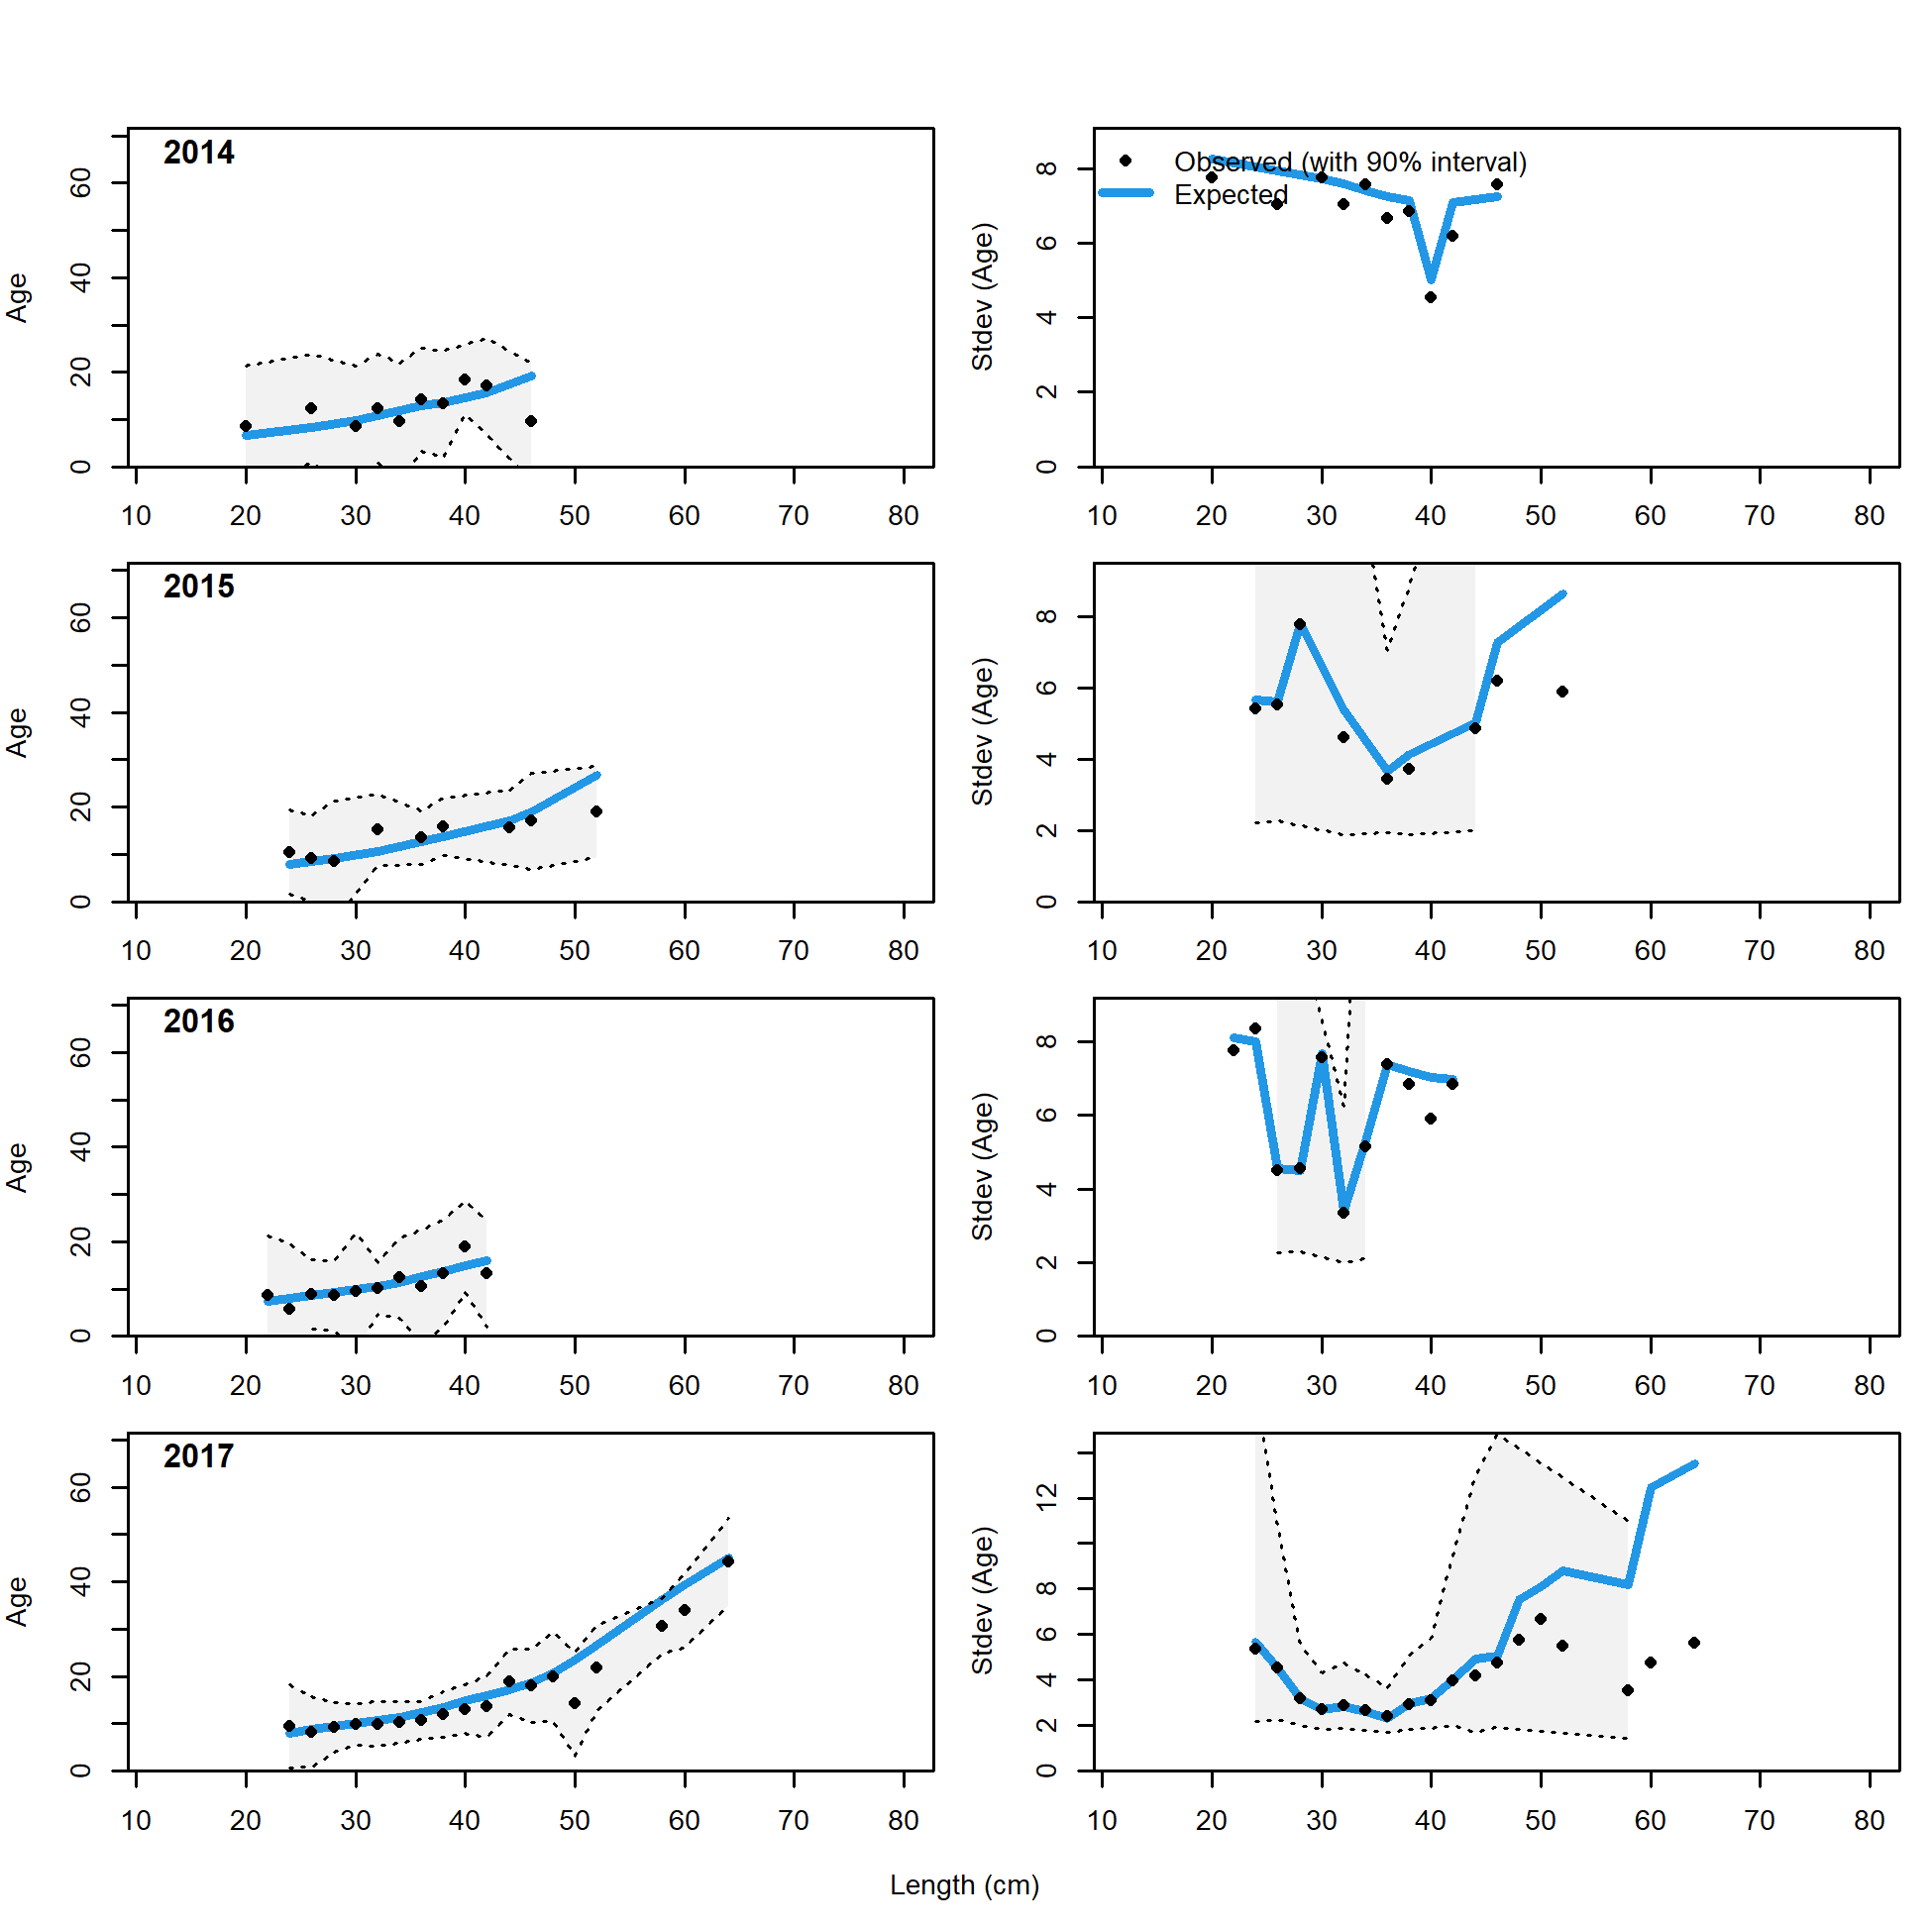 2014
Age
0 20 40 60
10 20 30 40 50 60 70 80
Observed (with 90% interval)
Expected
Stdev (Age)
0 2 4 6 8
10 20 30 40 50 60 70 80
2015
Age
0 20 40 60
10 20 30 40 50 60 70 80
Stdev (Age)
0 2 4 6 8
10 20 30 40 50 60 70 80
2016
Age
0 20 40 60
10 20 30 40 50 60 70 80
Stdev (Age)
0 2 4 6 8
10 20 30 40 50 60 70 80
2017
Age
0 20 40 60
10 20 30 40 50 60 70 80
Stdev (Age)
0 2 4 6 8 12
10 20 30 40 50 60 70 80
Length (cm)